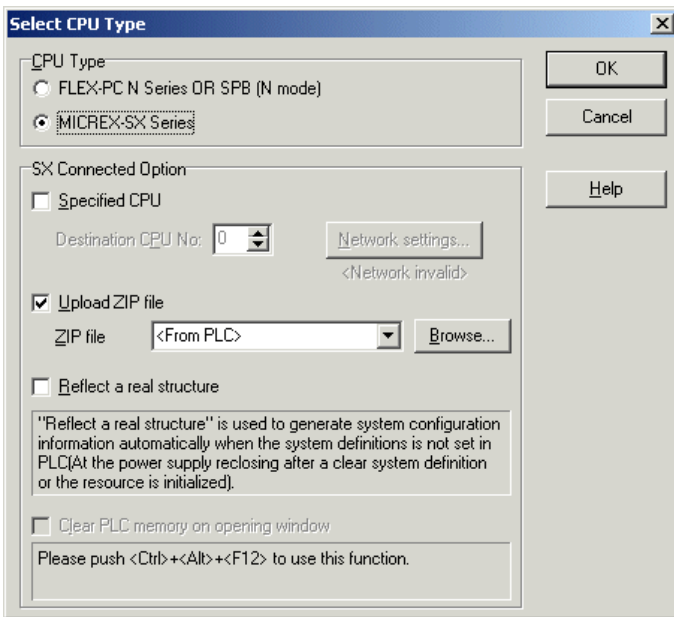 Select CPU Type
CPU Type
FLEX-PC N Series OR SPB (N mode)
MICREX-SX Series
OK
Cancel
Help
SX Connected Option
Specified CPU
Destination CPU No: 0
Network settings...
<Network invalid>
Upload ZIP file
ZIP file <From PLC> Browse...
Reflect a real structure
"Reflect a real structure" is used to generate system configuration
information automatically when the system definitions is not set in
PLC(At the power supply reclosing after a clear system definition
or the resource is initialized).
Clear PLC memory on opening window
Please push <Ctrl>+<Alt>+<F12> to use this function.